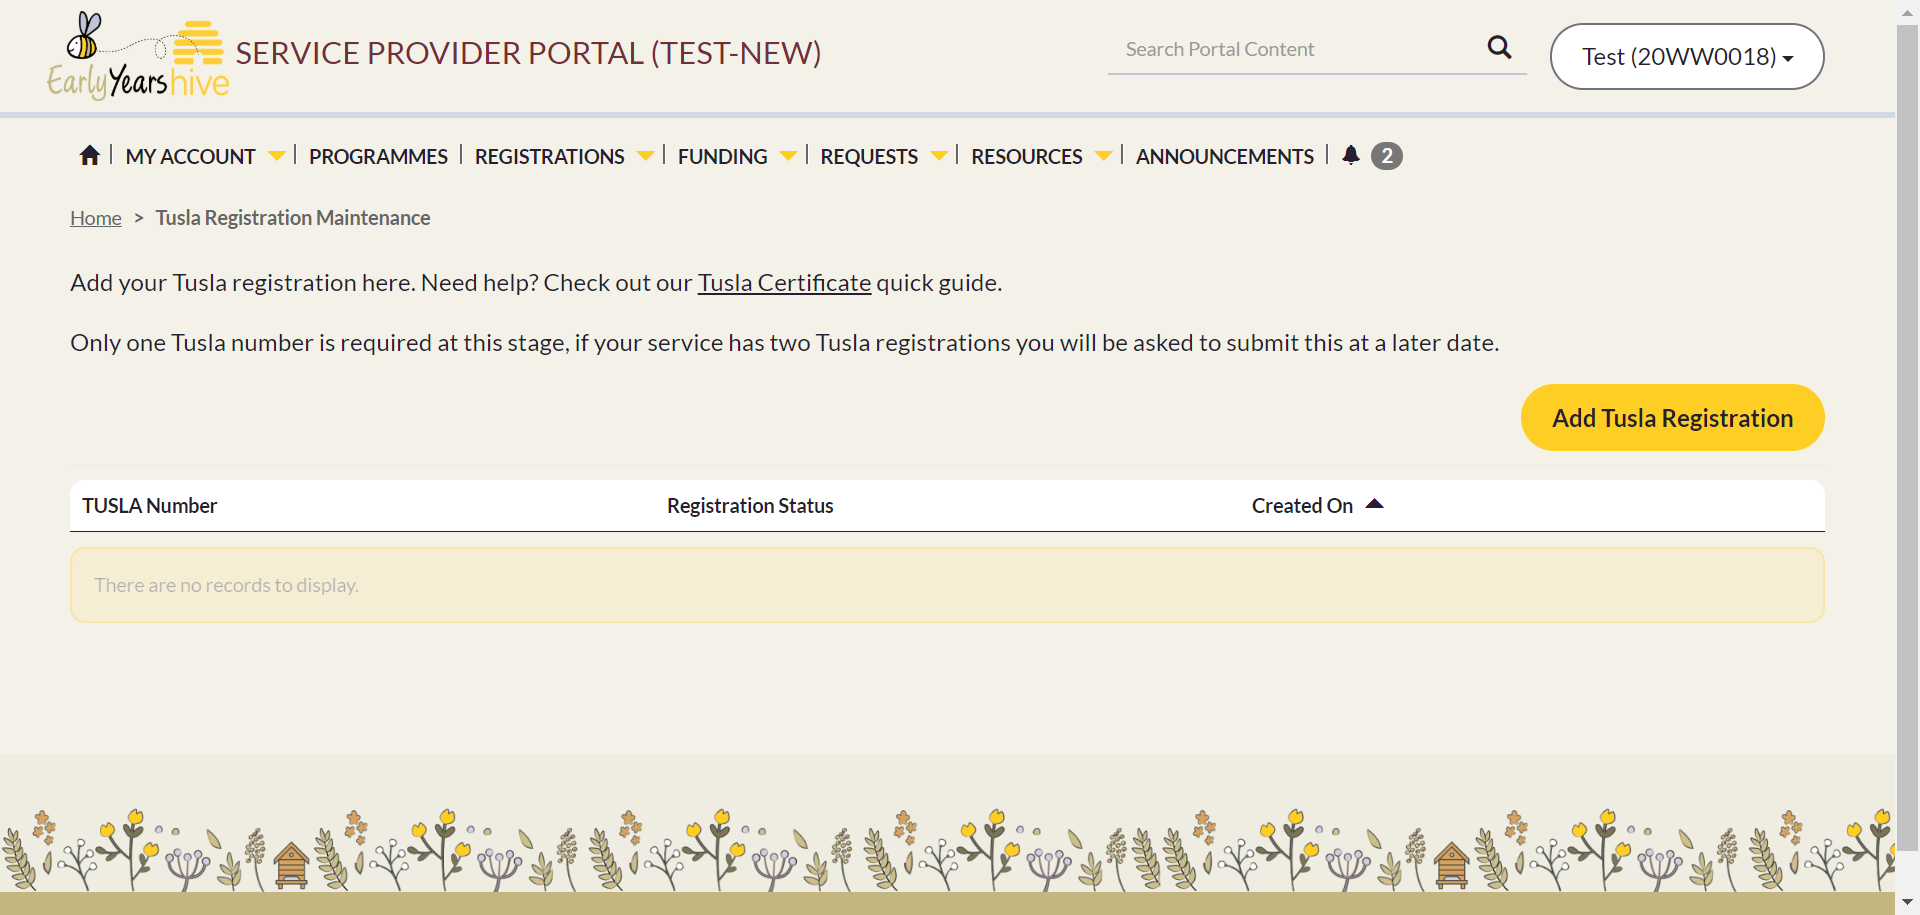 Early Years hive
SERVICE PROVIDER PORTAL (TEST-NEW)
Search Portal Content
Test (20WW0018)
MY ACCOUNT | PROGRAMMES | REGISTRATIONS | FUNDING | REQUESTS | RESOURCES | ANNOUNCEMENTS | 2
Home > Tusla Registration Maintenance
Add your Tusla registration here. Need help? Check out our Tusla Certificate quick guide.
Only one Tusla number is required at this stage, if your service has two Tusla registrations you will be asked to submit this at a later date.
Add Tusla Registration
TUSLA Number Registration Status Created On
There are no records to display.